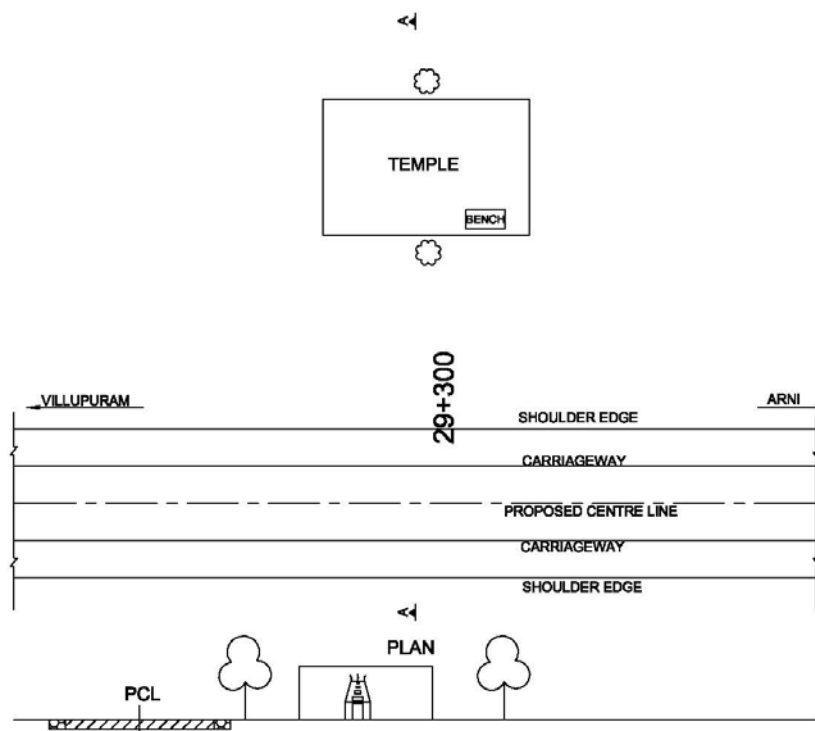 A
TEMPLE
BENCH
29+300
VILLUPURAM
ARNI
SHOULDER EDGE
CARRIAGEWAY
PROPOSED CENTRE LINE
CARRIAGEWAY
SHOULDER EDGE
A
PLAN
PCL